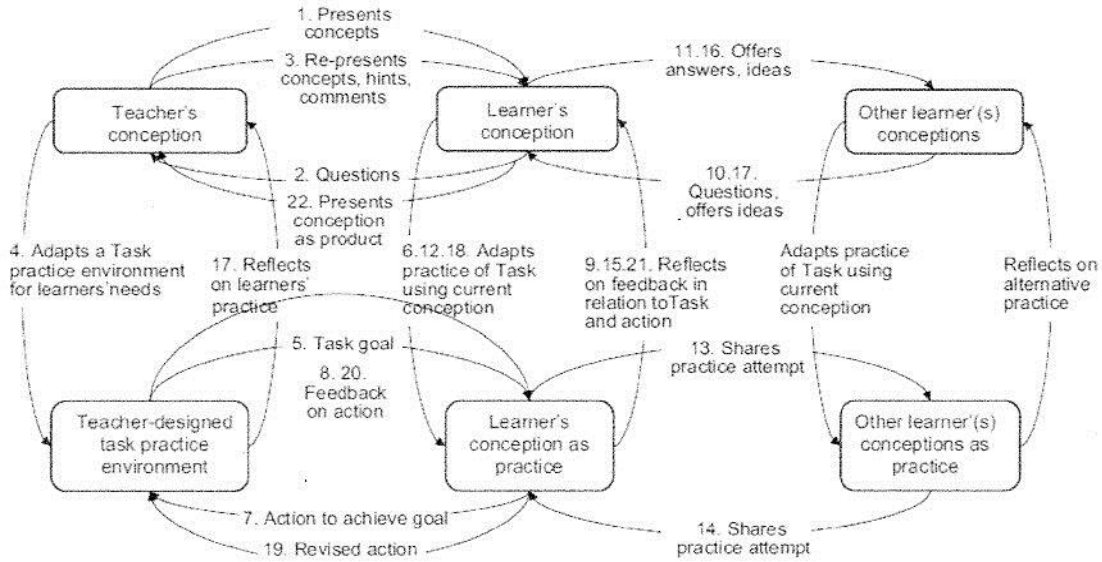 1. Presents
concepts
3. Re-presents
concepts, hints,
comments
11.16. Offers
answers, ideas
Teacher's
conception
Learner's
conception
Other learner'(s)
conceptions
2. Questions
22. Presents
conception
as product
10.17.
Questions,
offers ideas
4. Adapts a Task
practice environment
for learners' needs
17. Reflects
on learners'
practice
6.12.18. Adapts
practice of Task
using current
conception
9.15.21. Reflects
on feedback in
relation toTask
and action
Adapts practice
of Task using
current
conception
Reflects on
alternative
practice
5. Task goal
8. 20.
Feedback
on action
13. Shares
practice attempt
Teacher-designed
task practice
environment
Learner's
conception as
practice
Other learner'(s)
conceptions as
practice
7. Action to achieve goal
19. Revised action
14. Shares
practice attempt